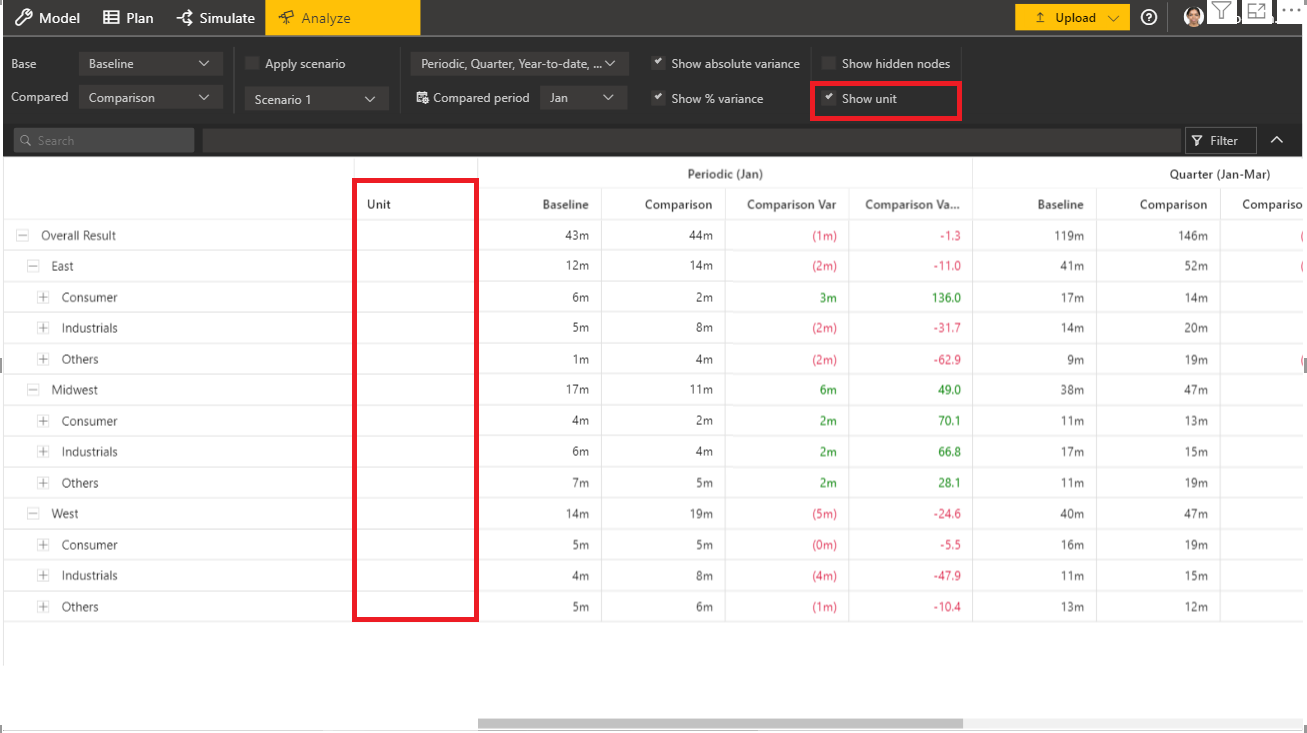 Model Plan Simulate Analyze Upload
Base Baseline Apply scenario Periodic, Quarter, Year-to-date, ... Show absolute variance Show hidden nodes
Compared Comparison Scenario 1 Compared period Jan Show % variance Show unit
Search Filter
Periodic (Jan) Quarter (Jan-Mar)
Unit Baseline Comparison Comparison Var Comparison Va... Baseline Comparison Compariso
Overall Result 43m 44m (1m) -1.3 119m 146m (
East 12m 14m (2m) -11.0 41m 52m (
Consumer 6m 2m 3m 136.0 17m 14m
Industrials 5m 8m (2m) -31.7 14m 20m
Others 1m 4m (2m) -62.9 9m 19m (
Midwest 17m 11m 6m 49.0 38m 47m
Consumer 4m 2m 2m 70.1 11m 13m
Industrials 6m 4m 2m 66.8 17m 15m
Others 7m 5m 2m 28.1 11m 19m
West 14m 19m (5m) -24.6 40m 47m
Consumer 5m 5m (0m) -5.5 16m 19m
Industrials 4m 8m (4m) -47.9 11m 15m
Others 5m 6m (1m) -10.4 13m 12m